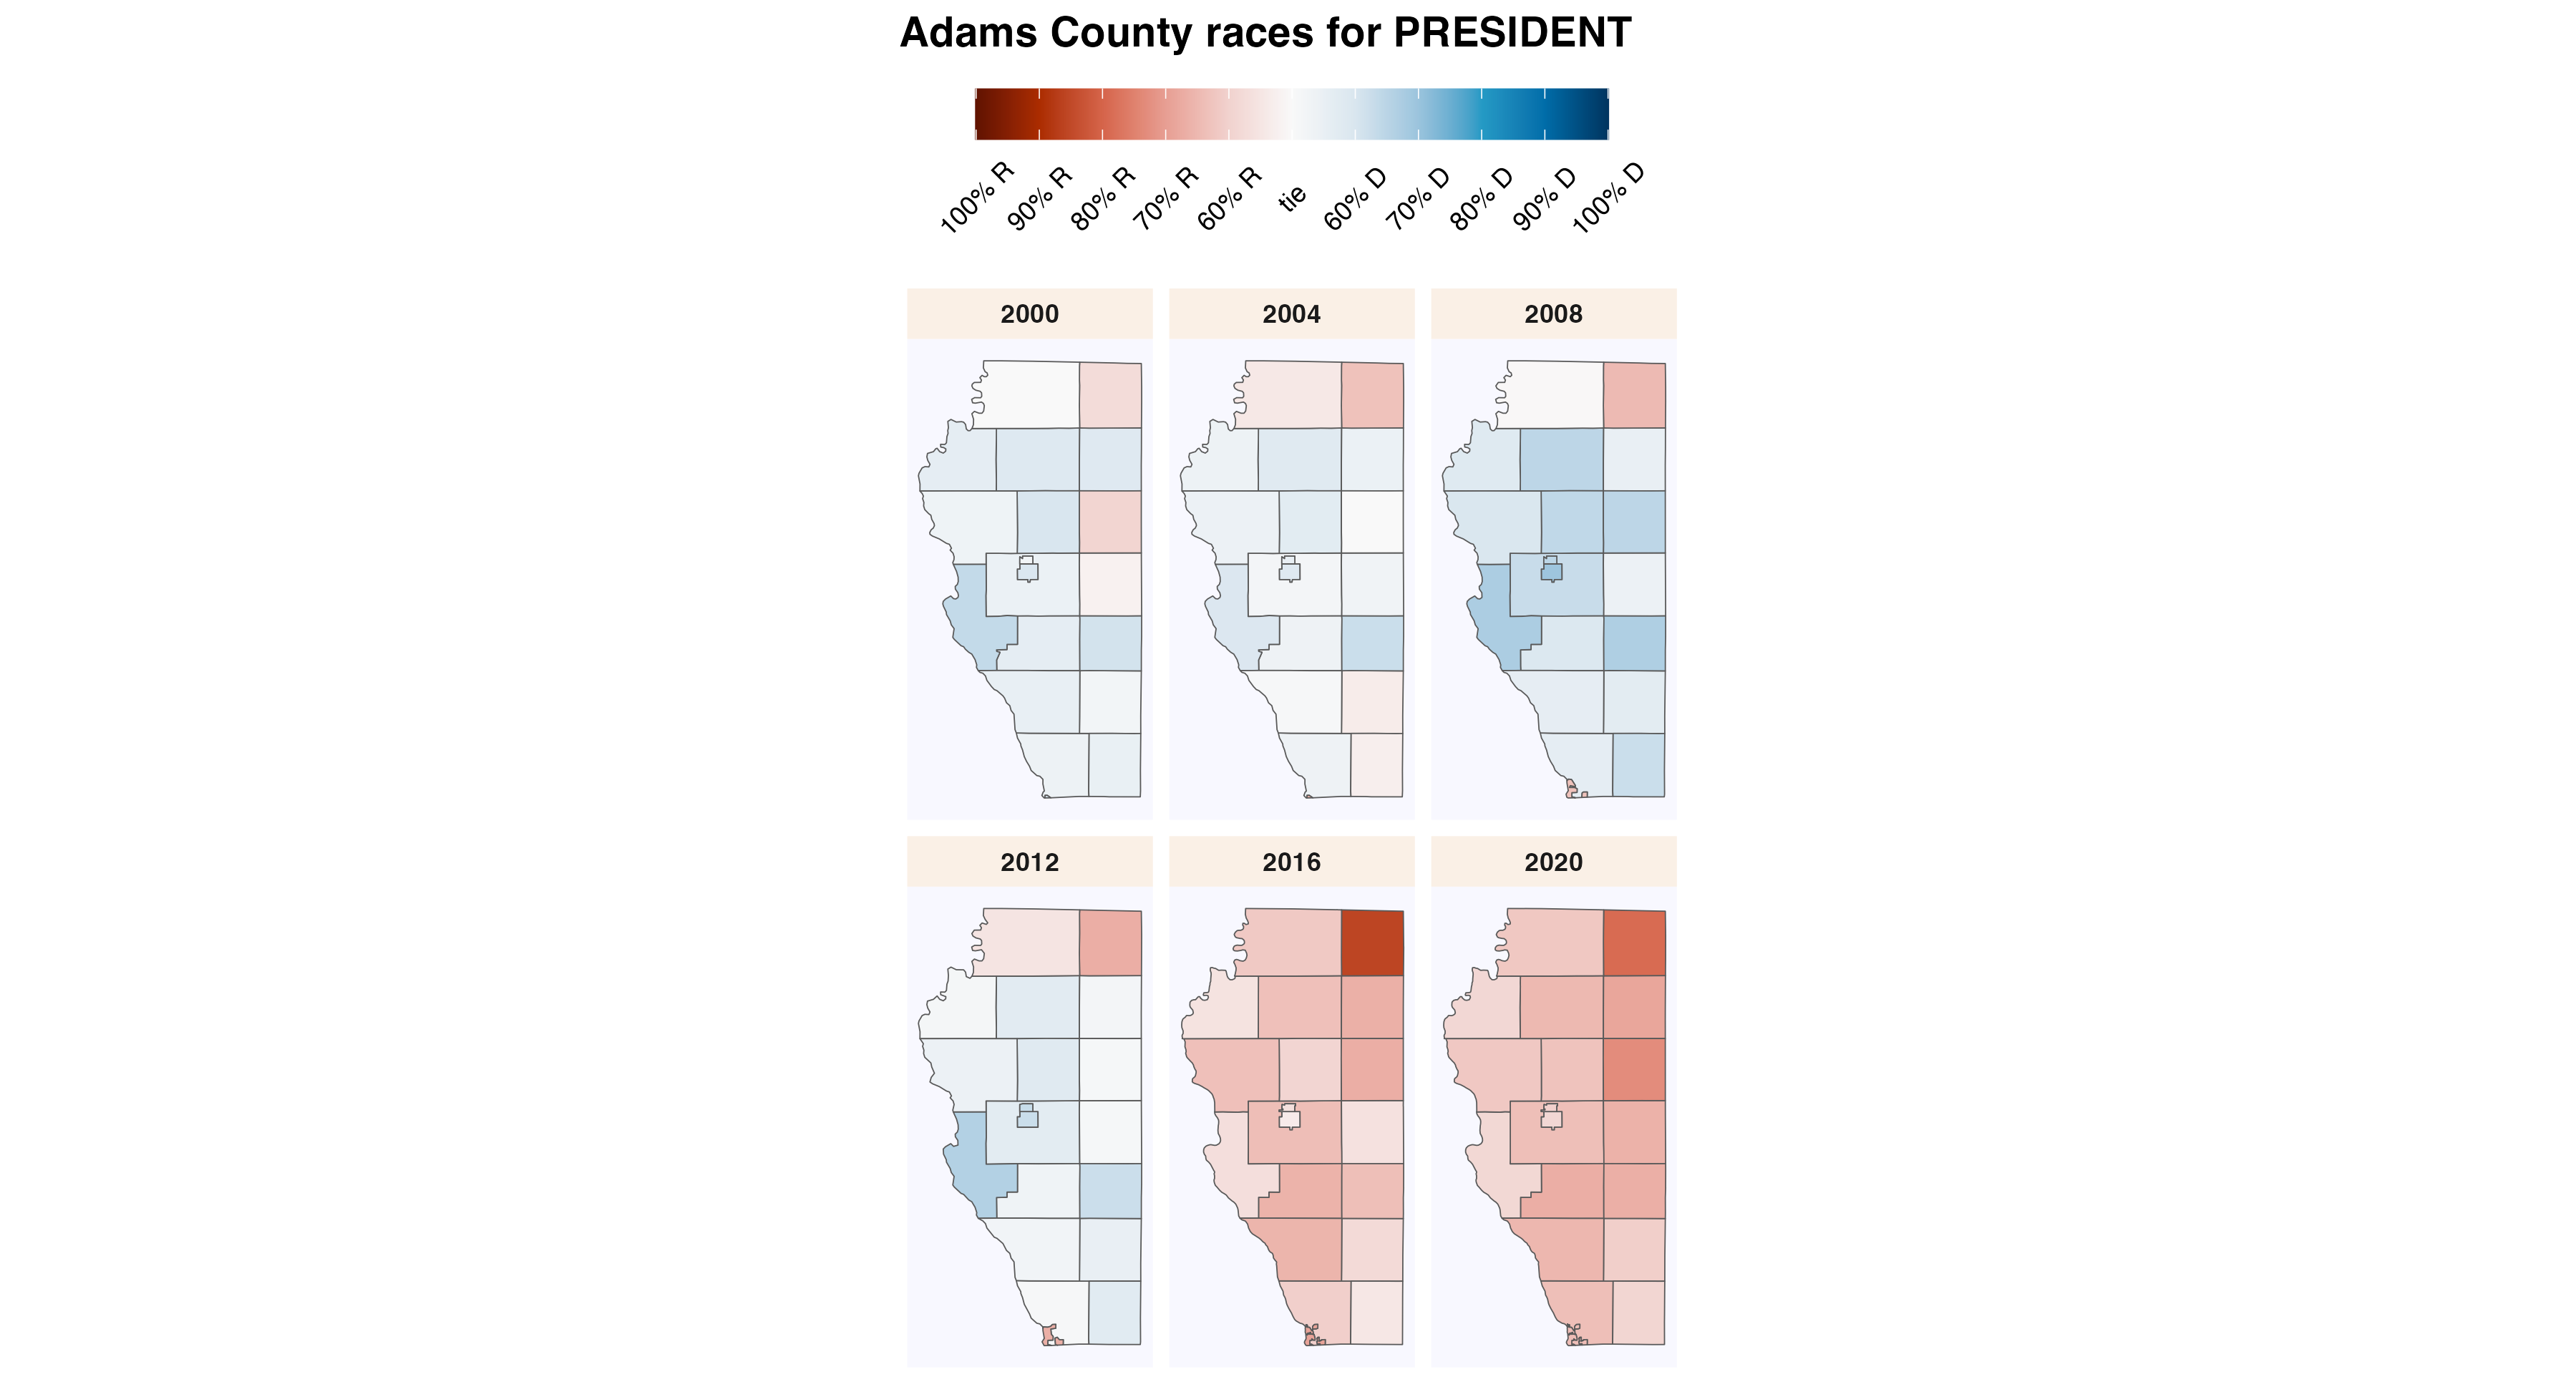 Adams County races for PRESIDENT
100% R 90% R 80% R 70% R 60% R tie 60% D 70% D 80% D 90% D 100% D
2000 2004 2008
2012 2016 2020